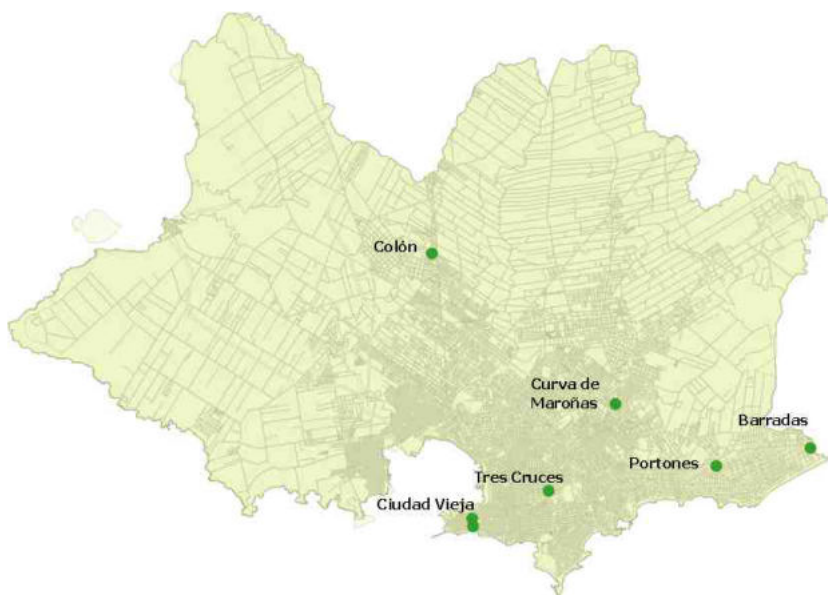 Colón
Curva de
Maroñas
Barradas
Portones
Tres Cruces
Ciudad Vieja